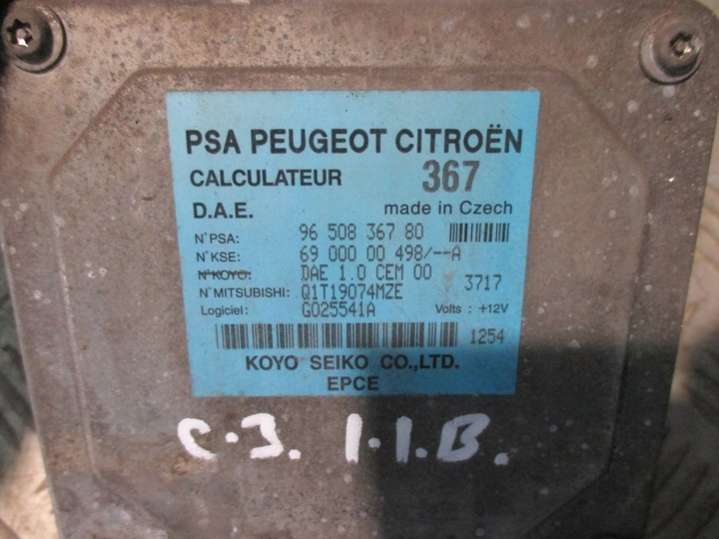 PSA PEUGEOT CITROËN
CALCULATEUR 367
D.A.E. made in Czech
N°PSA: 96 508 367 80
N°KSE: 69 000 00 498/--A
N°KOYO: DAE 1.0 CEM 00 3717
N°MITSUBISHI: Q1T19074MZE
Logiciel: G025541A Volts : +12V
1254
KOYO SEIKO CO.,LTD.
EPCE
C.3. 1.1.B.